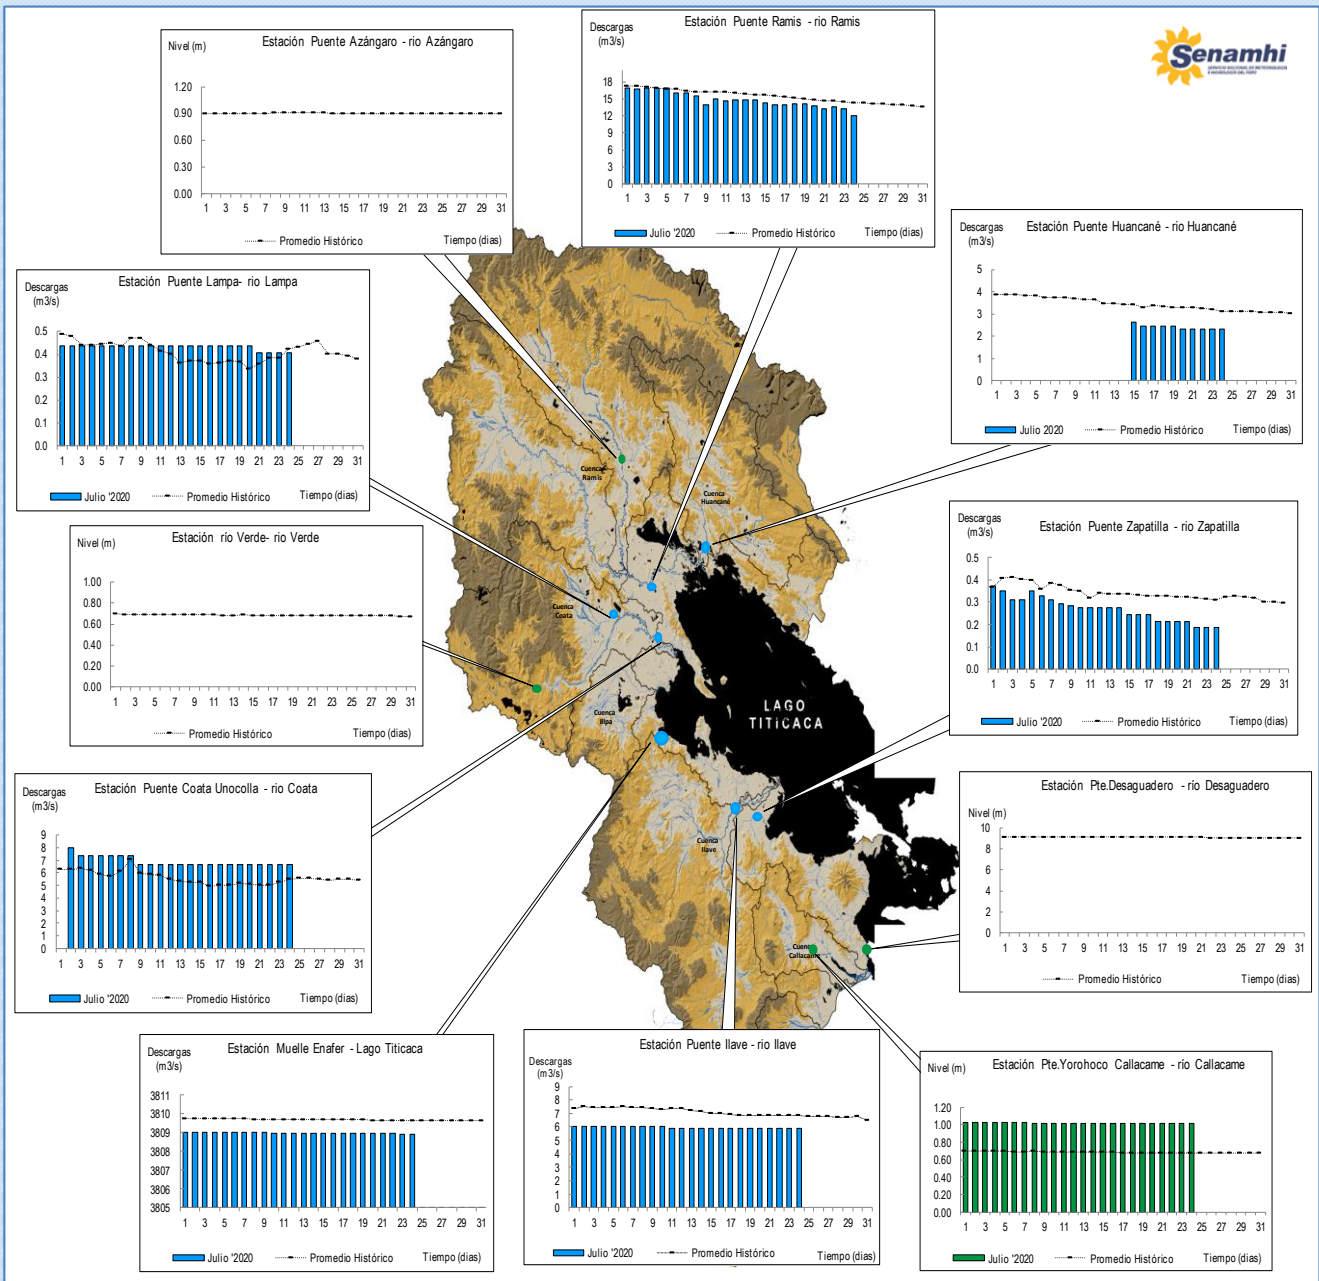 Senamhi
SERVICIO NACIONAL DE METEOROLOGÍA
E HIDROLOGÍA DEL PERÚ
Estación Puente Azángaro - rio Azángaro
Nivel (m)
1.20
0.90
0.60
0.30
0.00
1 3 5 7 9 11 13 15 17 19 21 23 25 27 29 31
Promedio Histórico
Tiempo (dias)
Estación Puente Ramis - rio Ramis
Descargas
(m3/s)
18
15
12
9
6
3
0
1 3 5 7 9 11 13 15 17 19 21 23 25 27 29 31
Julio '2020
Promedio Histórico
Tiempo (dias)
Estación Puente Huancané - rio Huancané
Descargas
(m3/s)
5
4
3
2
1
0
1 3 5 7 9 11 13 15 17 19 21 23 25 27 29 31
Julio 2020
Promedio Histórico
Tiempo (dias)
Estación Puente Lampa- rio Lampa
Descargas
(m3/s)
0.5
0.4
0.3
0.2
0.1
0.0
1 3 5 7 9 11 13 15 17 19 21 23 25 27 29 31
Julio '2020
Promedio Histórico
Tiempo (dias)
Estación Puente Zapatilla - rio Zapatilla
Descargas
(m3/s)
0.5
0.4
0.3
0.2
0.1
0.0
1 3 5 7 9 11 13 15 17 19 21 23 25 27 29 31
Julio '2020
Promedio Histórico
Tiempo (dias)
Estación río Verde- rio Verde
Nivel (m)
1.00
0.80
0.60
0.40
0.20
0.00
1 3 5 7 9 11 13 15 17 19 21 23 25 27 29 31
Promedio Histórico
Tiempo (dias)
Cuenca
Ramis
Cuenca
Huancané
Cuenca
Coata
Cuenca
Illpa
LAGO
TITICACA
Cuenca
Ilave
Cuenca
Callacame
Estación Puente Coata Unocolla - rio Coata
Descargas
(m3/s)
9
8
7
6
5
4
3
2
1
0
1 3 5 7 9 11 13 15 17 19 21 23 25 27 29 31
Julio '2020
Promedio Histórico
Tiempo (dias)
Estación Pte.Desaguadero - río Desaguadero
Nivel (m)
10
8
6
4
2
0
1 3 5 7 9 11 13 15 17 19 21 23 25 27 29 31
Promedio Histórico
Tiempo (dias)
Estación Muelle Enafer - Lago Titicaca
Descargas
(m3/s)
3811
3810
3809
3808
3807
3806
3805
1 3 5 7 9 11 13 15 17 19 21 23 25 27 29 31
Julio '2020
Promedio Histórico
Tiempo (dias)
Estación Puente Ilave - rio Ilave
Descargas
(m3/s)
9
8
7
6
5
4
3
2
1
0
1 3 5 7 9 11 13 15 17 19 21 23 25 27 29 31
Julio '2020
Promedio Histórico
Tiempo (dias)
Estación Pte.Yorohoco Callacame - río Callacame
Nivel (m)
1.20
1.00
0.80
0.60
0.40
0.20
0.00
1 3 5 7 9 11 13 15 17 19 21 23 25 27 29 31
Julio '2020
Promedio Histórico
Tiempo (dias)